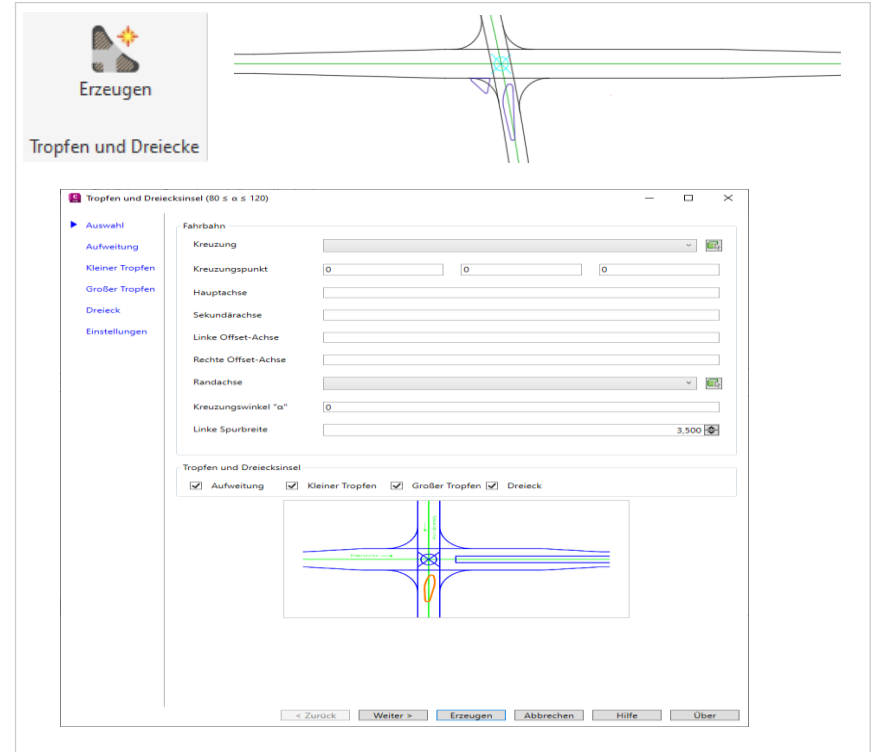 Erzeugen
Tropfen und Dreiecke
Tropfen und Dreiecksinsel (80 ≤ α ≤ 120)
Auswahl
Aufweitung
Kleiner Tropfen
Großer Tropfen
Dreieck
Einstellungen
Fahrbahn
Kreuzung
Kreuzungspunkt 0 0 0
Hauptachse
Sekundärachse
Linke Offset-Achse
Rechte Offset-Achse
Randachse
Kreuzungswinkel "α" 0
Linke Spurbreite 3,500
Tropfen und Dreiecksinsel
Aufweitung Kleiner Tropfen Großer Tropfen Dreieck
< Zurück Weiter > Erzeugen Abbrechen Hilfe Über